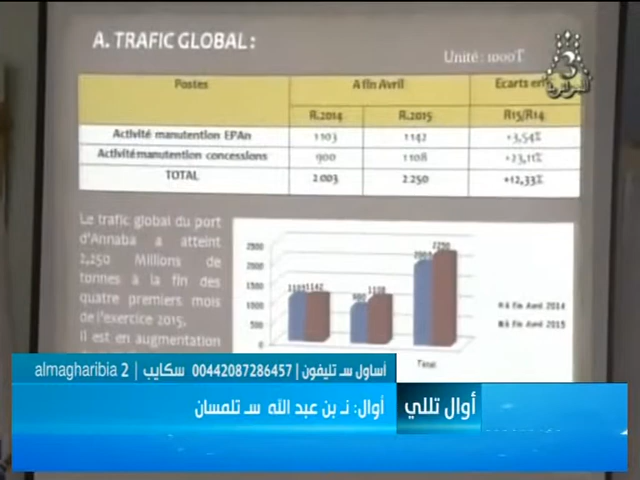 A. TRAFIC GLOBAL:
Unité : 1000T
Postes
A fin Avril
Ecarts en
R.2014
R.2015
R15/R14
Activité manutention EPAn
1103
1142
+3,54%
Activité manutention concessions
900
1108
+23,11%
TOTAL
2.003
2.250
+12,33%
Le trafic global du port
d'Annaba a atteint
2,250 Millions de
tonnes à la fin des
quatre premiers mois
de l'exercice 2015.
Il est en augmentation
2500
2000
1500
1000
500
0
1103
1142
900
1108
2003
2250
Total
A fin Avril 2014
A fin Avril 2015
أساول سـ تليفون | 00442087286457 سكايب | almagharibia 2
أوال تللي
أوال: نـ بن عبد الله سـ تلمسان